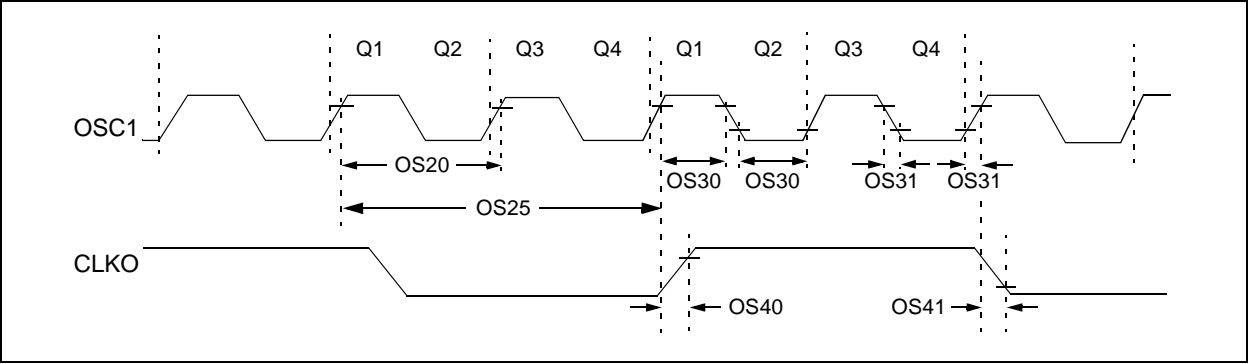 Q1 Q2 Q3 Q4 Q1 Q2 Q3 Q4
OSC1
OS20
OS30 OS30 OS31 OS31
OS25
CLKO
OS40 OS41